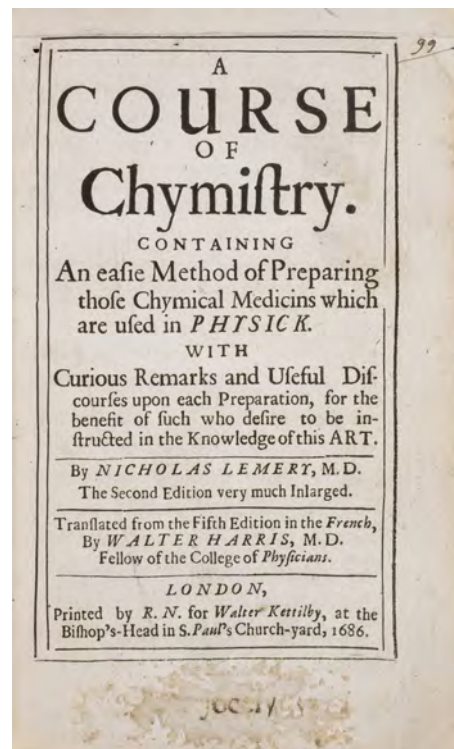 99
A
COURSE
OF
Chymiſtry.
CONTAINING
An eaſie Method of Preparing
thoſe Chymical Medicins which
are uſed in PHYSICK.
WITH
Curious Remarks and Uſeful Diſ-
courſes upon each Preparation, for the
benefit of ſuch who deſire to be in-
ſtructed in the Knowledge of this ART.
By NICHOLAS LEMERY, M.D.
The Second Edition very much Inlarged.
Tranſlated from the Fifth Edition in the French,
By WALTER HARRIS, M.D.
Fellow of the College of Phyſicians.
LONDON,
Printed by R. N. for Walter Kettilby, at the
Biſhop's-Head in S. Paul's Church-yard, 1686.